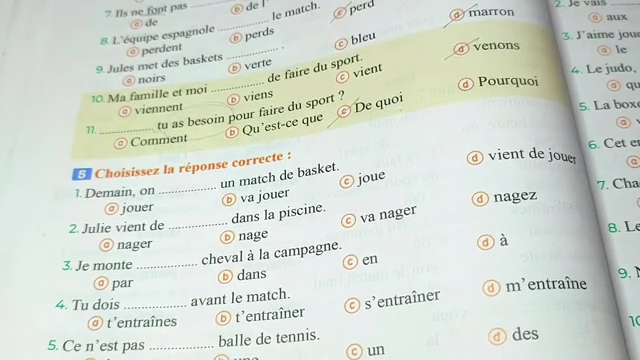 7. Ils ne font pas ............
ⓐ de ⓑ de l' ⓒ perd
8. L'équipe espagnole ............ le match.
ⓐ perdent ⓑ perds ⓓ marron
9. Jules met des baskets ............ .
ⓐ noirs ⓑ verte ⓒ bleu
10. Ma famille et moi ............ de faire du sport.
ⓐ viennent ⓑ viens ⓒ vient ⓓ venons
11. ............ tu as besoin pour faire du sport ?
ⓐ Comment ⓑ Qu'est-ce que ⓒ De quoi ⓓ Pourquoi
5 Choisissez la réponse correcte :
1. Demain, on ............ un match de basket.
ⓐ jouer ⓑ va jouer ⓒ joue ⓓ vient de jouer
2. Julie vient de ............ dans la piscine.
ⓐ nager ⓑ nage ⓒ va nager ⓓ nagez
3. Je monte ............ cheval à la campagne.
ⓐ par ⓑ dans ⓒ en ⓓ à
4. Tu dois ............ avant le match.
ⓐ t'entraînes ⓑ t'entraîner ⓒ s'entraîner ⓓ m'entraîne
5. Ce n'est pas ............ balle de tennis.
ⓒ un ⓓ des
2. Je vais
ⓐ aux
3. J'aime
ⓐ le
4. Le judo,
ⓐ
5. La
ⓐ
6. Cet
ⓐ
7.
8.
9.
10